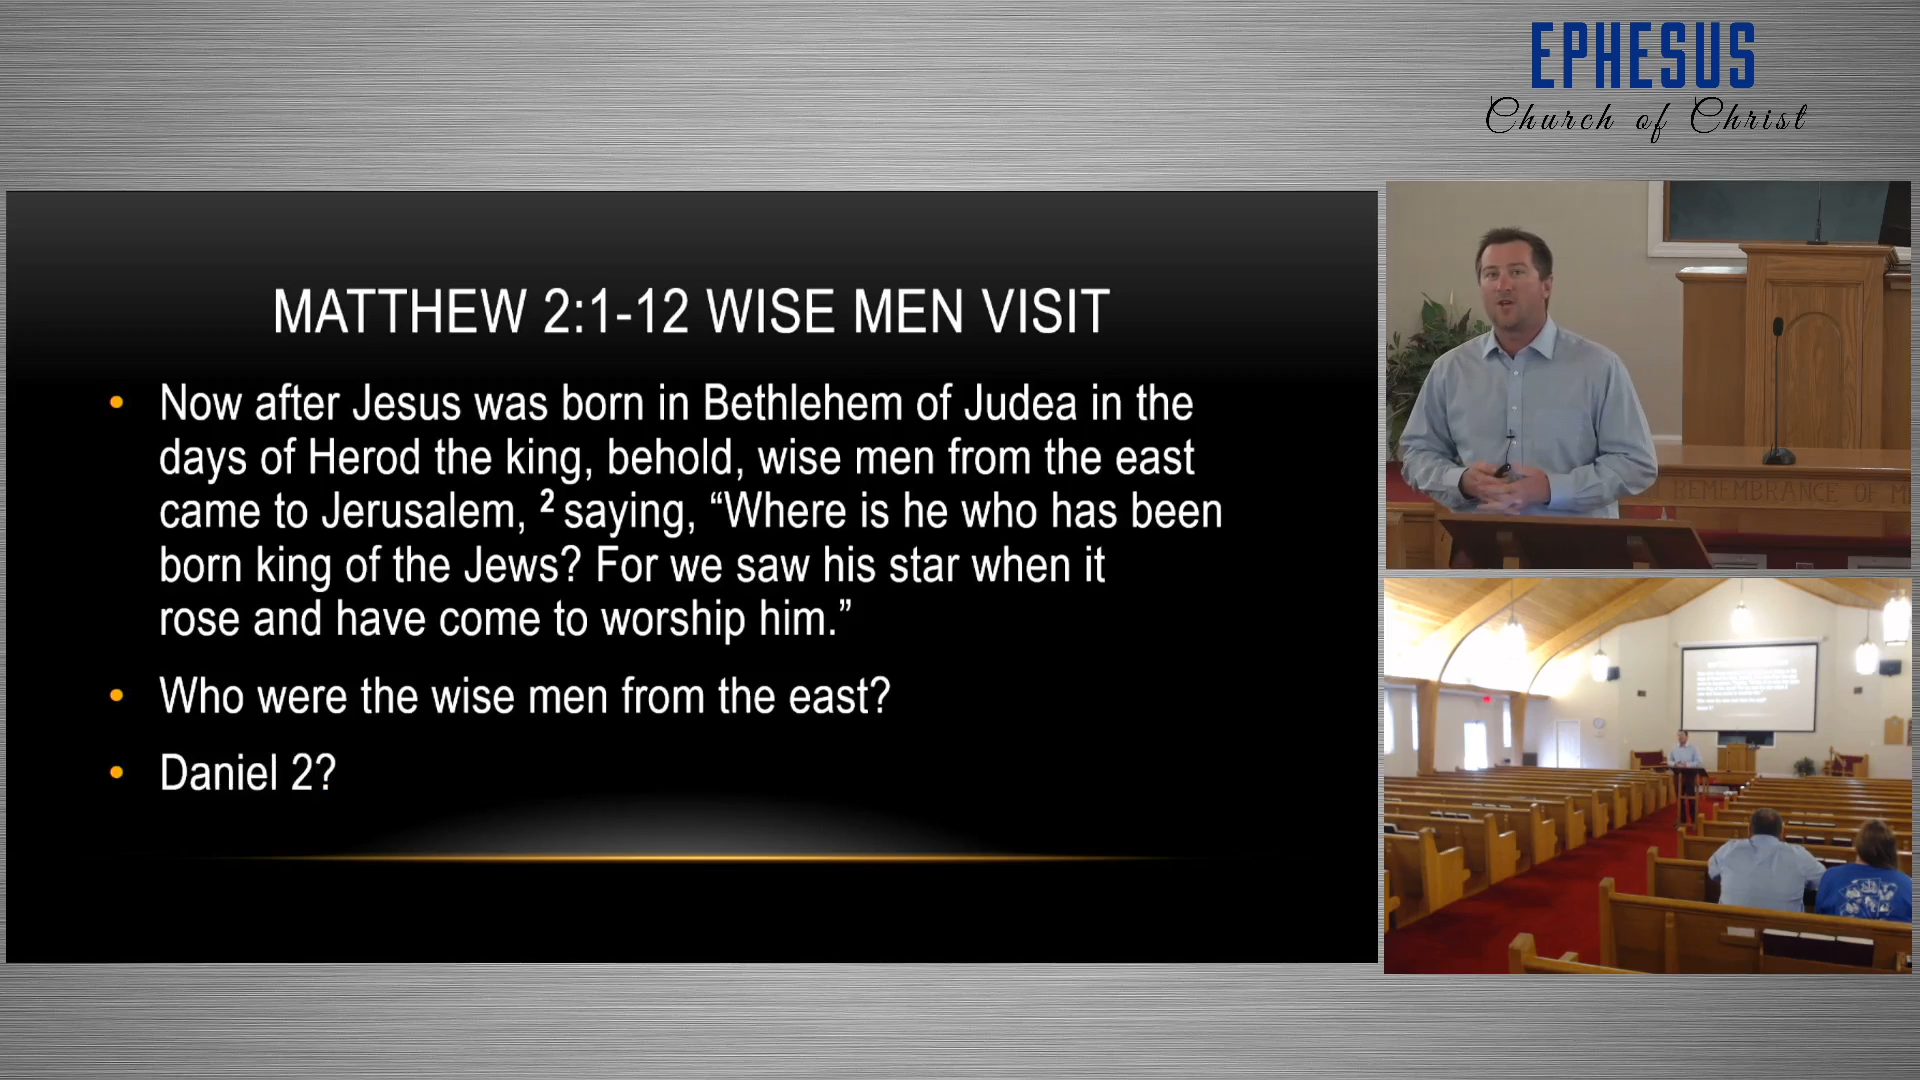 EPHESUS
Church of Christ
MATTHEW 2:1-12 WISE MEN VISIT
• Now after Jesus was born in Bethlehem of Judea in the
days of Herod the king, behold, wise men from the east
came to Jerusalem, ² saying, “Where is he who has been
born king of the Jews? For we saw his star when it
rose and have come to worship him.”
• Who were the wise men from the east?
• Daniel 2?
REMEMBRANCE OF